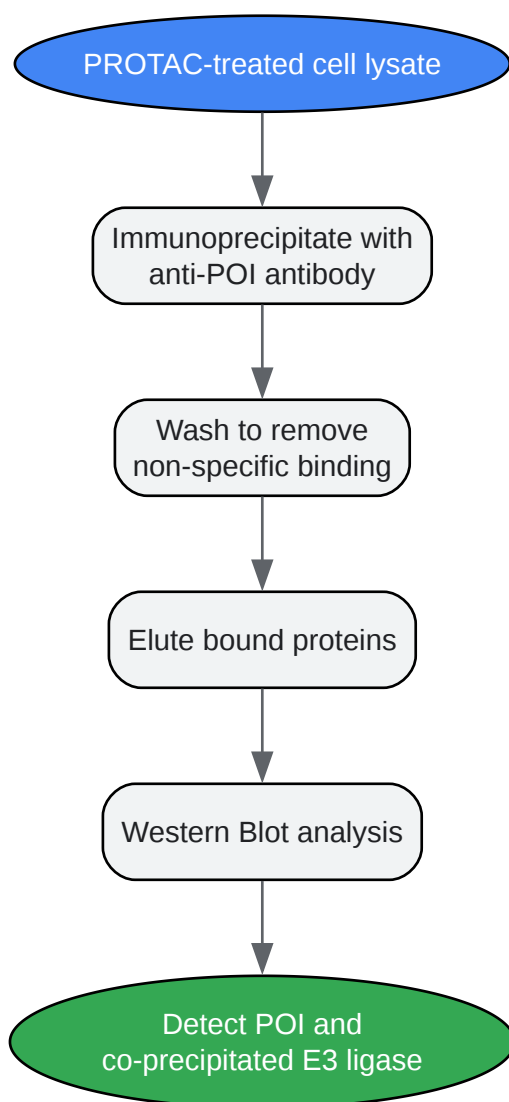 PROTAC-treated cell lysate
Immunoprecipitate with
anti-POI antibody
Wash to remove
non-specific binding
Elute bound proteins
Western Blot analysis
Detect POI and
co-precipitated E3 ligase